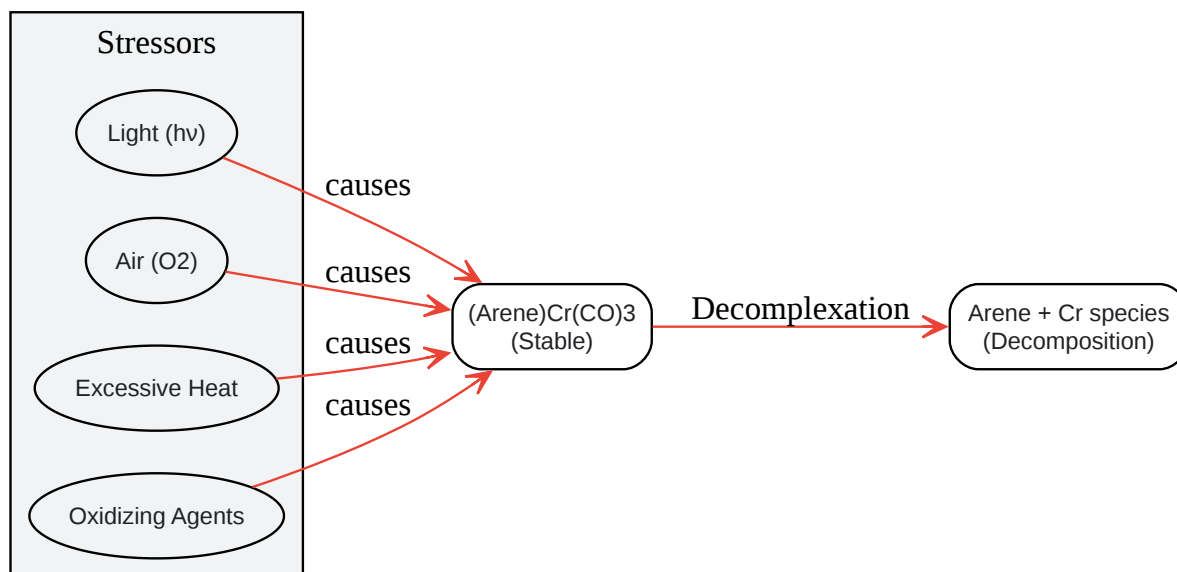 Stressors
Light (hν)
causes
Air (O2)
causes
(Arene)Cr(CO)3
(Stable)
Decomplexation
Arene + Cr species
(Decomposition)
causes
Excessive Heat
causes
Oxidizing Agents